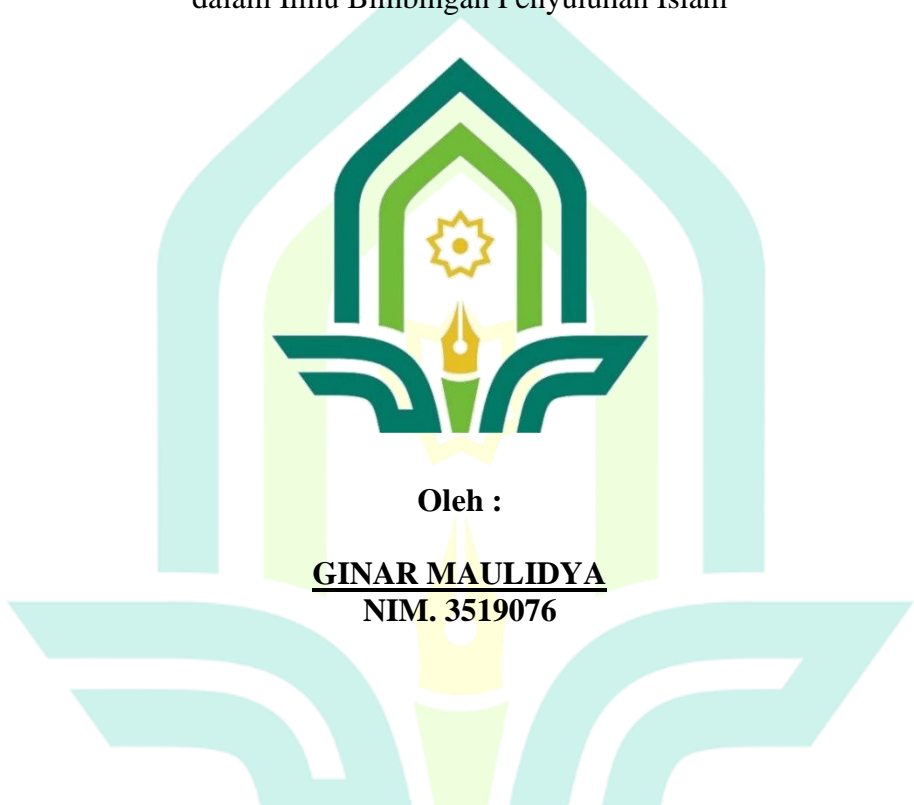 dalam Ilmu Bimbingan Penyuluhan Islam
Oleh :
GINAR MAULIDYA
NIM. 3519076